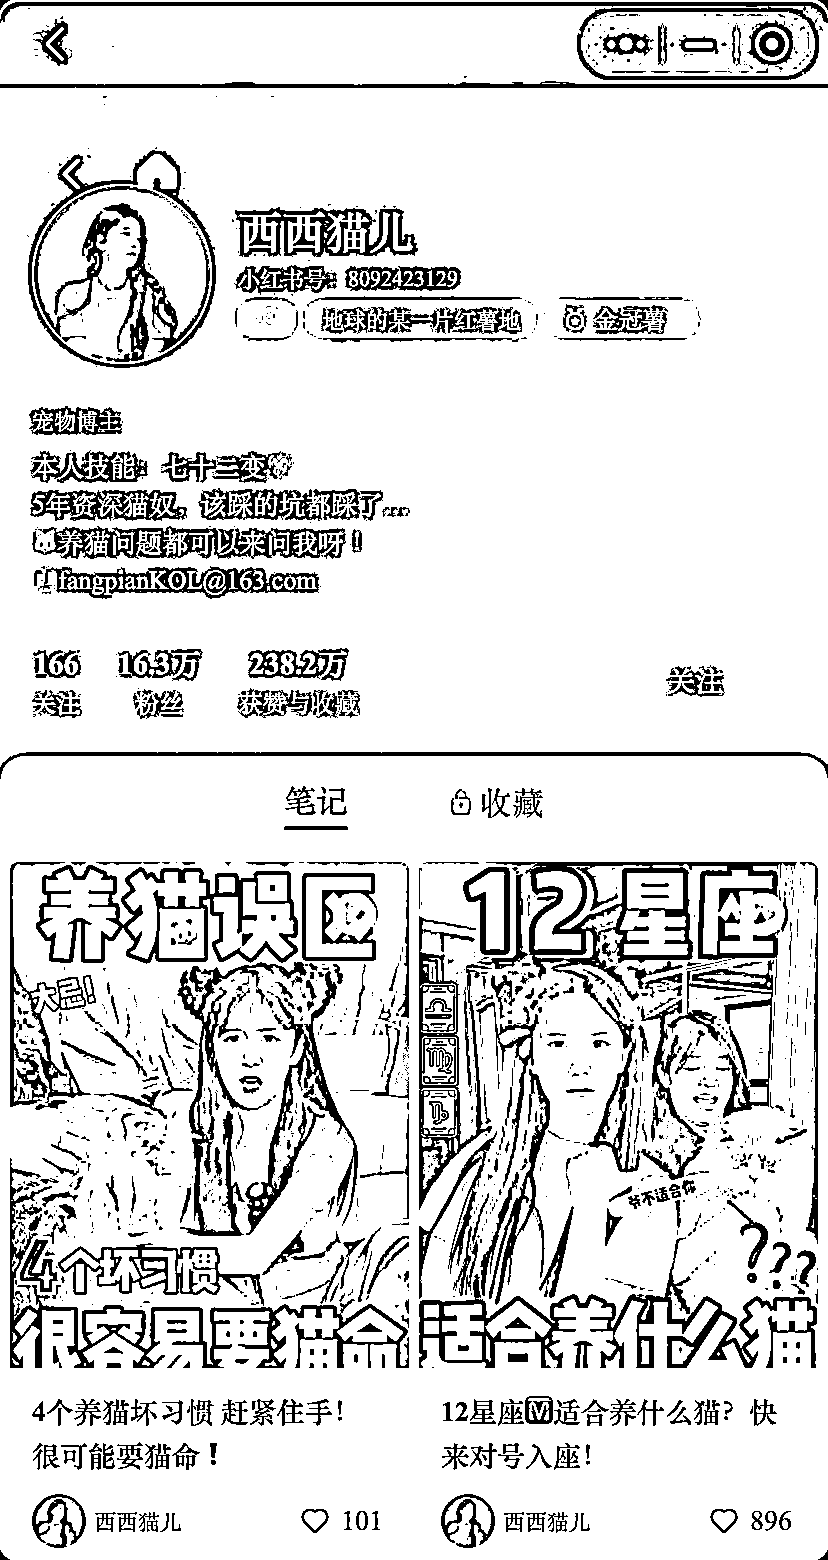 西西猫儿
小红书号：8092423129
地球的某一片红薯地
金冠薯
宠物博主
本人技能：七十二变
5年资深猫奴，该踩的坑都踩了...
养猫问题都可以来问我呀！
fangpianKOL@163.com
166 16.3万 238.2万
关注 粉丝 获赞与收藏
关注
笔记 收藏
养猫误区
大忌!
4个坏习惯
很容易要猫命
12星座
爷不适合你
???
适合养什么猫
4个养猫坏习惯 赶紧住手！
很可能要猫命！
西西猫儿 101
12星座Ⓜ适合养什么猫？快
来对号入座！
西西猫儿 896